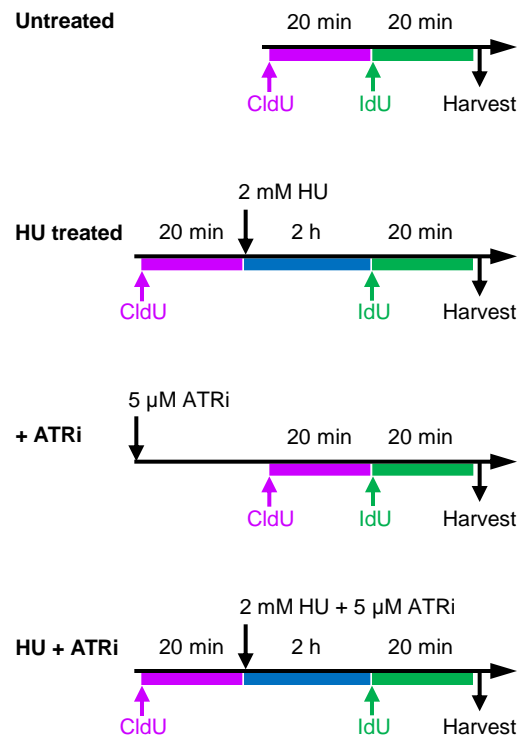 Untreated
20 min 20 min
CldU IdU Harvest
2 mM HU
HU treated
20 min 2 h 20 min
CldU IdU Harvest
5 μM ATRi
+ ATRi
20 min 20 min
CldU IdU Harvest
2 mM HU + 5 μM ATRi
HU + ATRi
20 min 2 h 20 min
CldU IdU Harvest